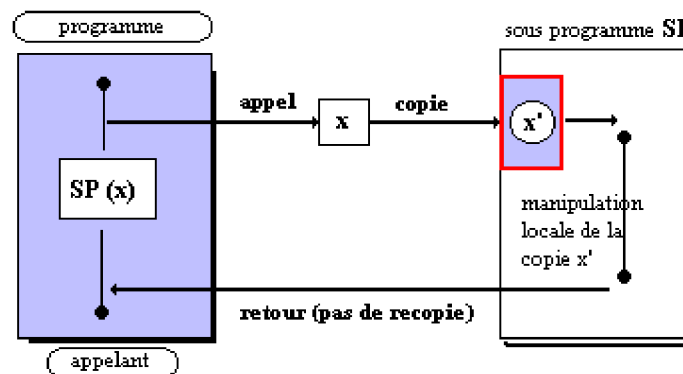 programme
sous programme SP
appel
x
copie
x'
SP (x)
manipulation
locale de la
copie x'
retour (pas de recopie)
appelant